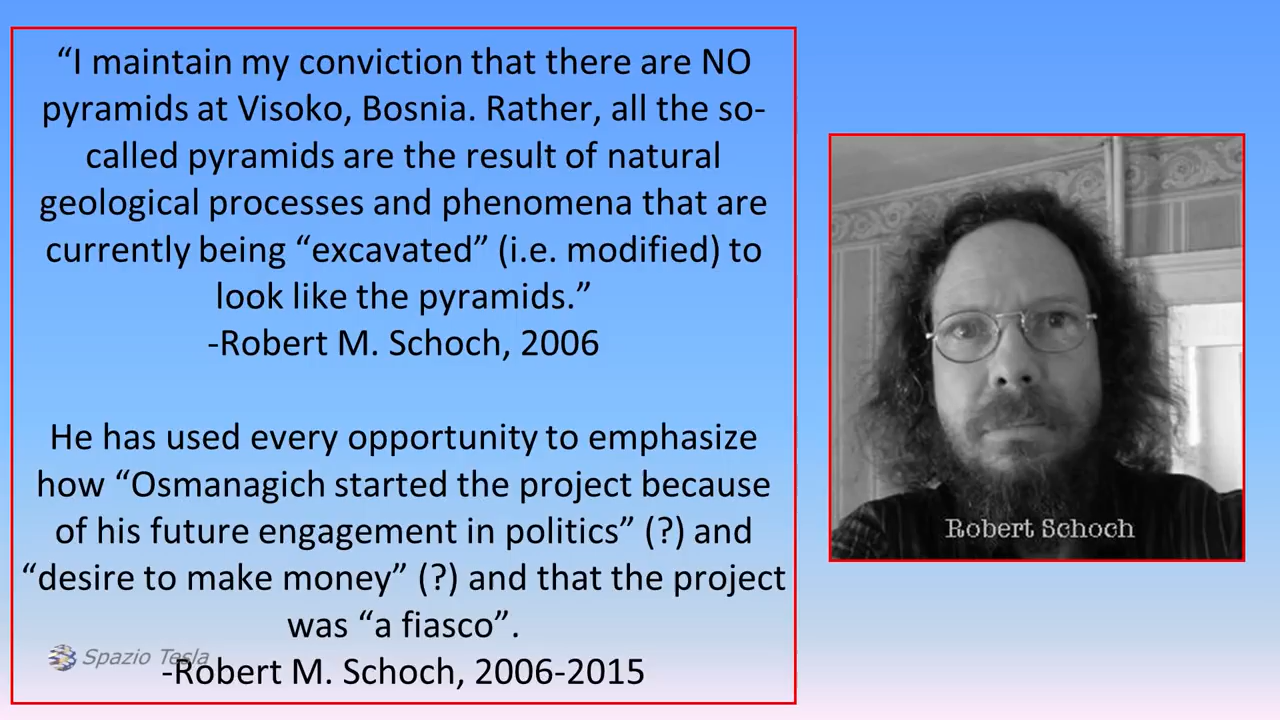 “I maintain my conviction that there are NO
pyramids at Visoko, Bosnia. Rather, all the so-
called pyramids are the result of natural
geological processes and phenomena that are
currently being “excavated” (i.e. modified) to
look like the pyramids.”
-Robert M. Schoch, 2006
He has used every opportunity to emphasize
how “Osmanagich started the project because
of his future engagement in politics” (?) and
“desire to make money” (?) and that the project
was “a fiasco”.
-Robert M. Schoch, 2006-2015
Spazio Tesla
Robert Schoch